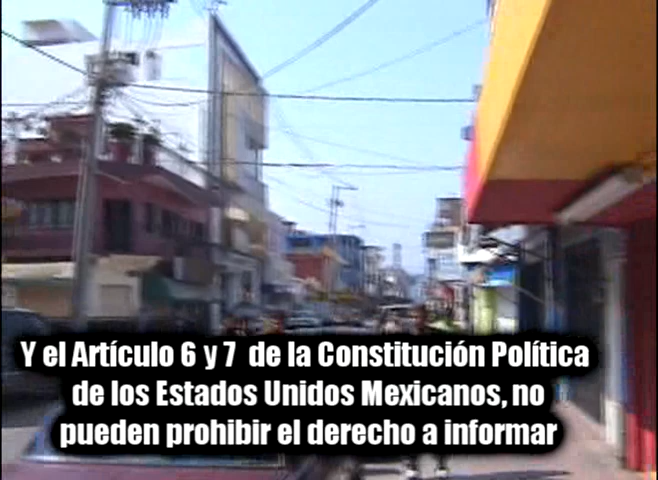 Y el Artículo 6 y 7 de la Constitución Política
de los Estados Unidos Mexicanos, no
pueden prohibir el derecho a informar